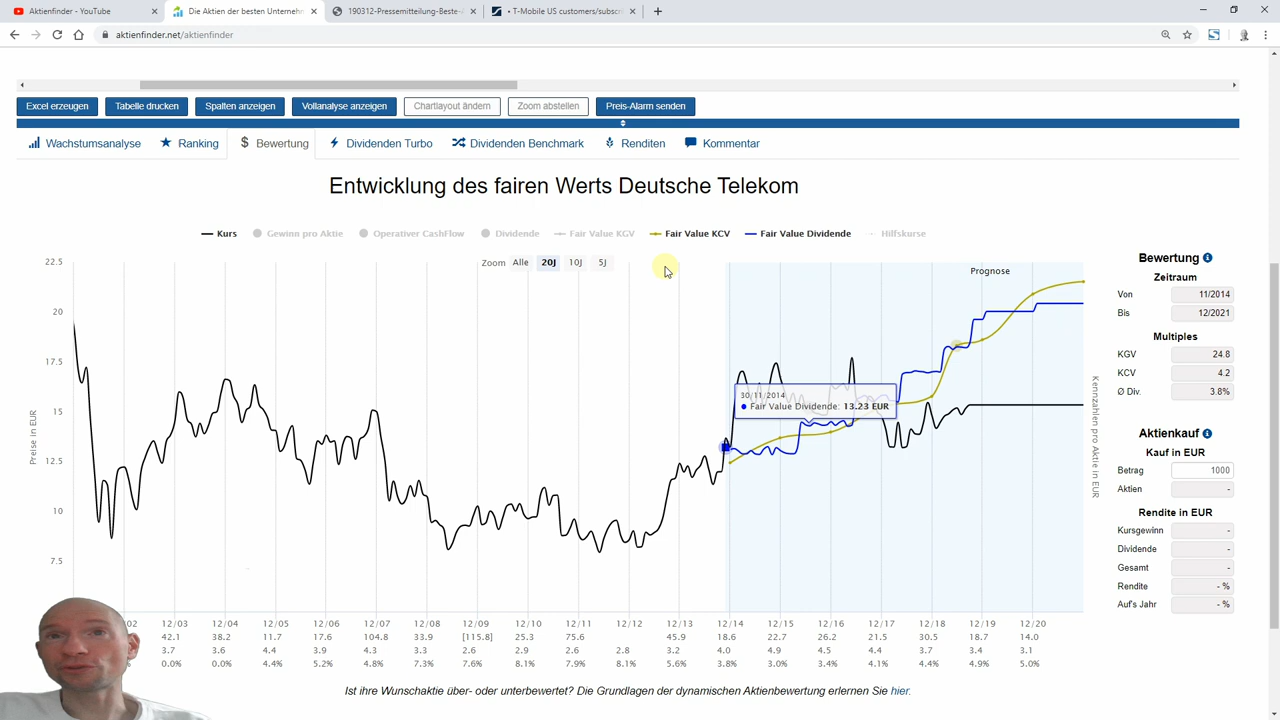 Aktienfinder - YouTube
Die Aktien der besten Unternehm
190312-Pressemitteilung-Beste-A
• T-Mobile US customers/subscri
aktienfinder.net/aktienfinder
Excel erzeugen Tabelle drucken Spalten anzeigen Vollanalyse anzeigen Chartlayout ändern Zoom abstellen Preis-Alarm senden
Wachstumsanalyse Ranking Bewertung Dividenden Turbo Dividenden Benchmark Renditen Kommentar
Entwicklung des fairen Werts Deutsche Telekom
Kurs Gewinn pro Aktie Operativer CashFlow Dividende Fair Value KGV Fair Value KCV Fair Value Dividende Hilfskurse
Zoom Alle 20J 10J 5J
Prognose
22.5
20
17.5
15
12.5
10
7.5
Preise in EUR
30/11/2014
Fair Value Dividende: 13.23 EUR
Kennzahlen pro Aktie in EUR
02 12/03 12/04 12/05 12/06 12/07 12/08 12/09 12/10 12/11 12/12 12/13 12/14 12/15 12/16 12/17 12/18 12/19 12/20
42.1 38.2 11.7 17.6 104.8 33.9 [115.8] 25.3 75.6 45.9 18.6 22.7 26.2 21.5 30.5 18.7 14.0
3.7 3.6 4.4 3.9 4.3 3.3 2.6 2.9 2.6 2.8 3.2 4.0 4.9 4.5 4.4 3.7 3.4 3.1
0.0% 0.0% 4.4% 5.2% 4.8% 7.3% 7.6% 8.1% 7.9% 8.1% 5.6% 3.8% 3.0% 3.4% 4.1% 4.4% 4.9% 5.0%
Ist ihre Wunschaktie über- oder unterbewertet? Die Grundlagen der dynamischen Aktienbewertung erlernen Sie hier.
Bewertung
Zeitraum
Von 11/2014
Bis 12/2021
Multiples
KGV 24.8
KCV 4.2
Ø Div. 3.8%
Aktienkauf
Kauf in EUR
Betrag 1000
Aktien -
Rendite in EUR
Kursgewinn -
Dividende -
Gesamt -
Rendite - %
Auf's Jahr - %